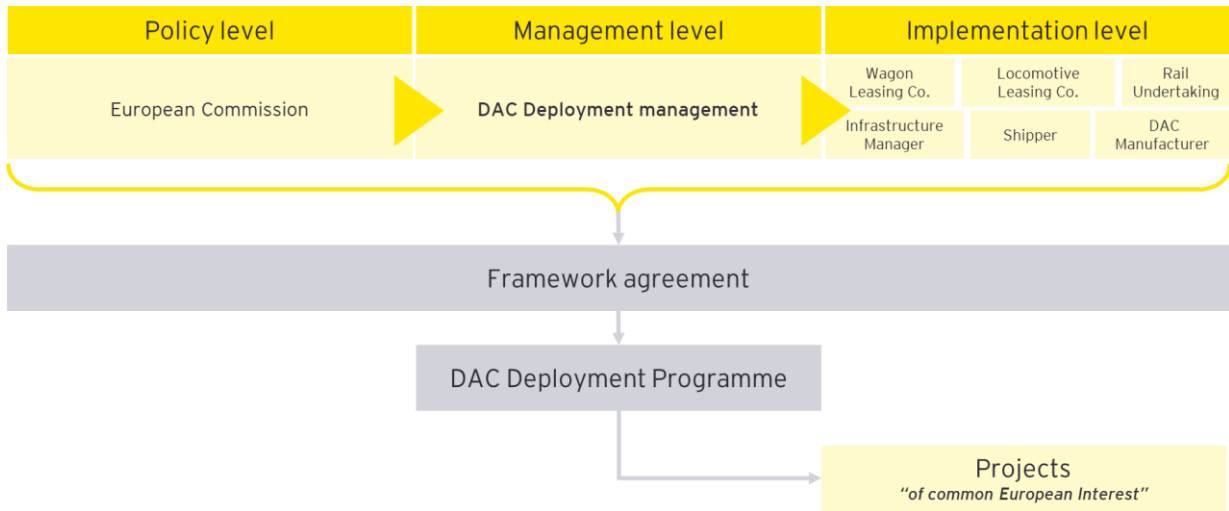 Policy level
Management level
Implementation level
European Commission
DAC Deployment management
Wagon
Leasing Co.
Locomotive
Leasing Co.
Rail
Undertaking
Infrastructure
Manager
Shipper
DAC
Manufacturer
Framework agreement
DAC Deployment Programme
Projects
“of common European Interest”